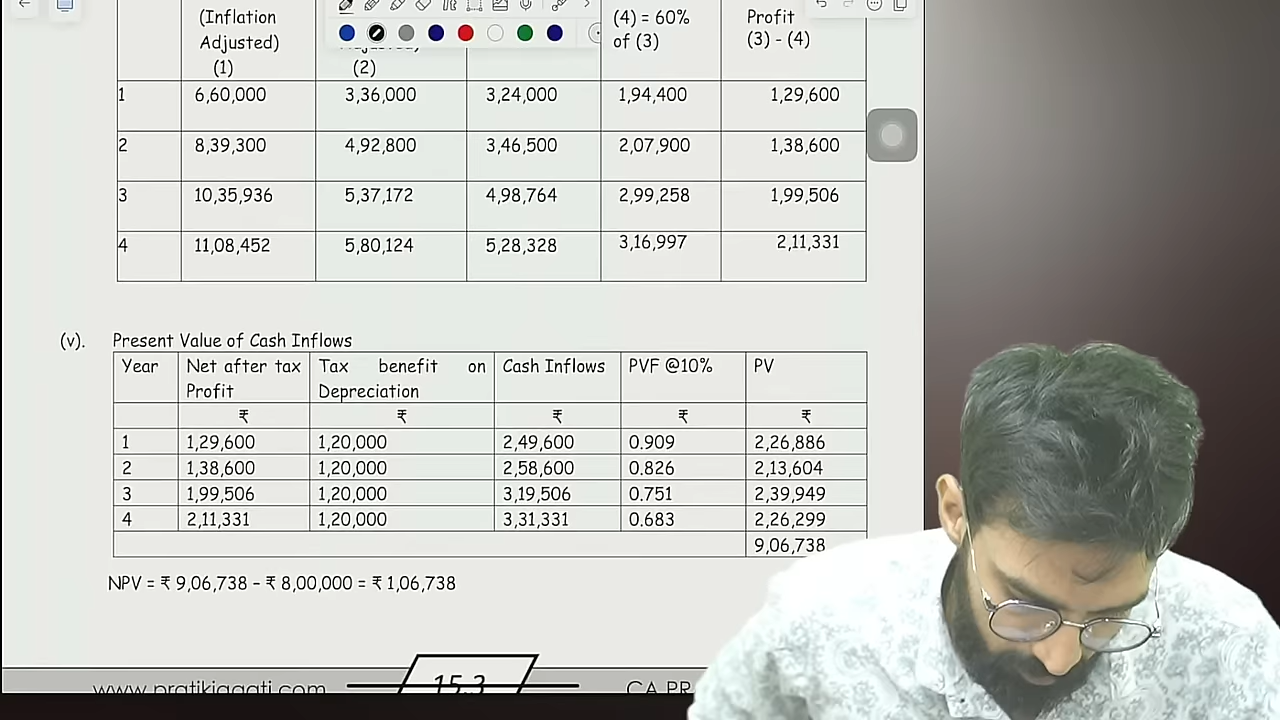 (Inflation (4) = 60% Profit
Adjusted) of (3) (3) - (4)
(1) (2)
1 6,60,000 3,36,000 3,24,000 1,94,400 1,29,600
2 8,39,300 4,92,800 3,46,500 2,07,900 1,38,600
3 10,35,936 5,37,172 4,98,764 2,99,258 1,99,506
4 11,08,452 5,80,124 5,28,328 3,16,997 2,11,331
(v). Present Value of Cash Inflows
Year Net after tax Tax benefit on Cash Inflows PVF @10% PV
Profit Depreciation
₹ ₹ ₹ ₹ ₹
1 1,29,600 1,20,000 2,49,600 0.909 2,26,886
2 1,38,600 1,20,000 2,58,600 0.826 2,13,604
3 1,99,506 1,20,000 3,19,506 0.751 2,39,949
4 2,11,331 1,20,000 3,31,331 0.683 2,26,299
9,06,738
NPV = ₹ 9,06,738 – ₹ 8,00,000 = ₹ 1,06,738
www.pratikjagati.com 15.3 CA PR